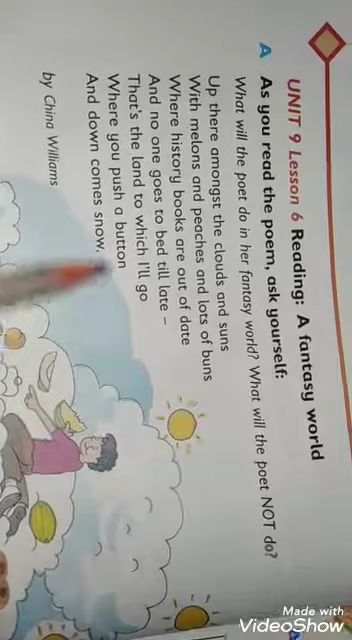 UNIT 9 Lesson 6 Reading: A fantasy world
A As you read the poem, ask yourself:
What will the poet do in her fantasy world? What will the poet NOT do?
Up there amongst the clouds and suns
With melons and peaches and lots of buns
Where history books are out of date
And no one goes to bed till late –
That's the land to which I'll go
Where you push a button
And down comes snow.
by China Williams
Made with
VideoShow